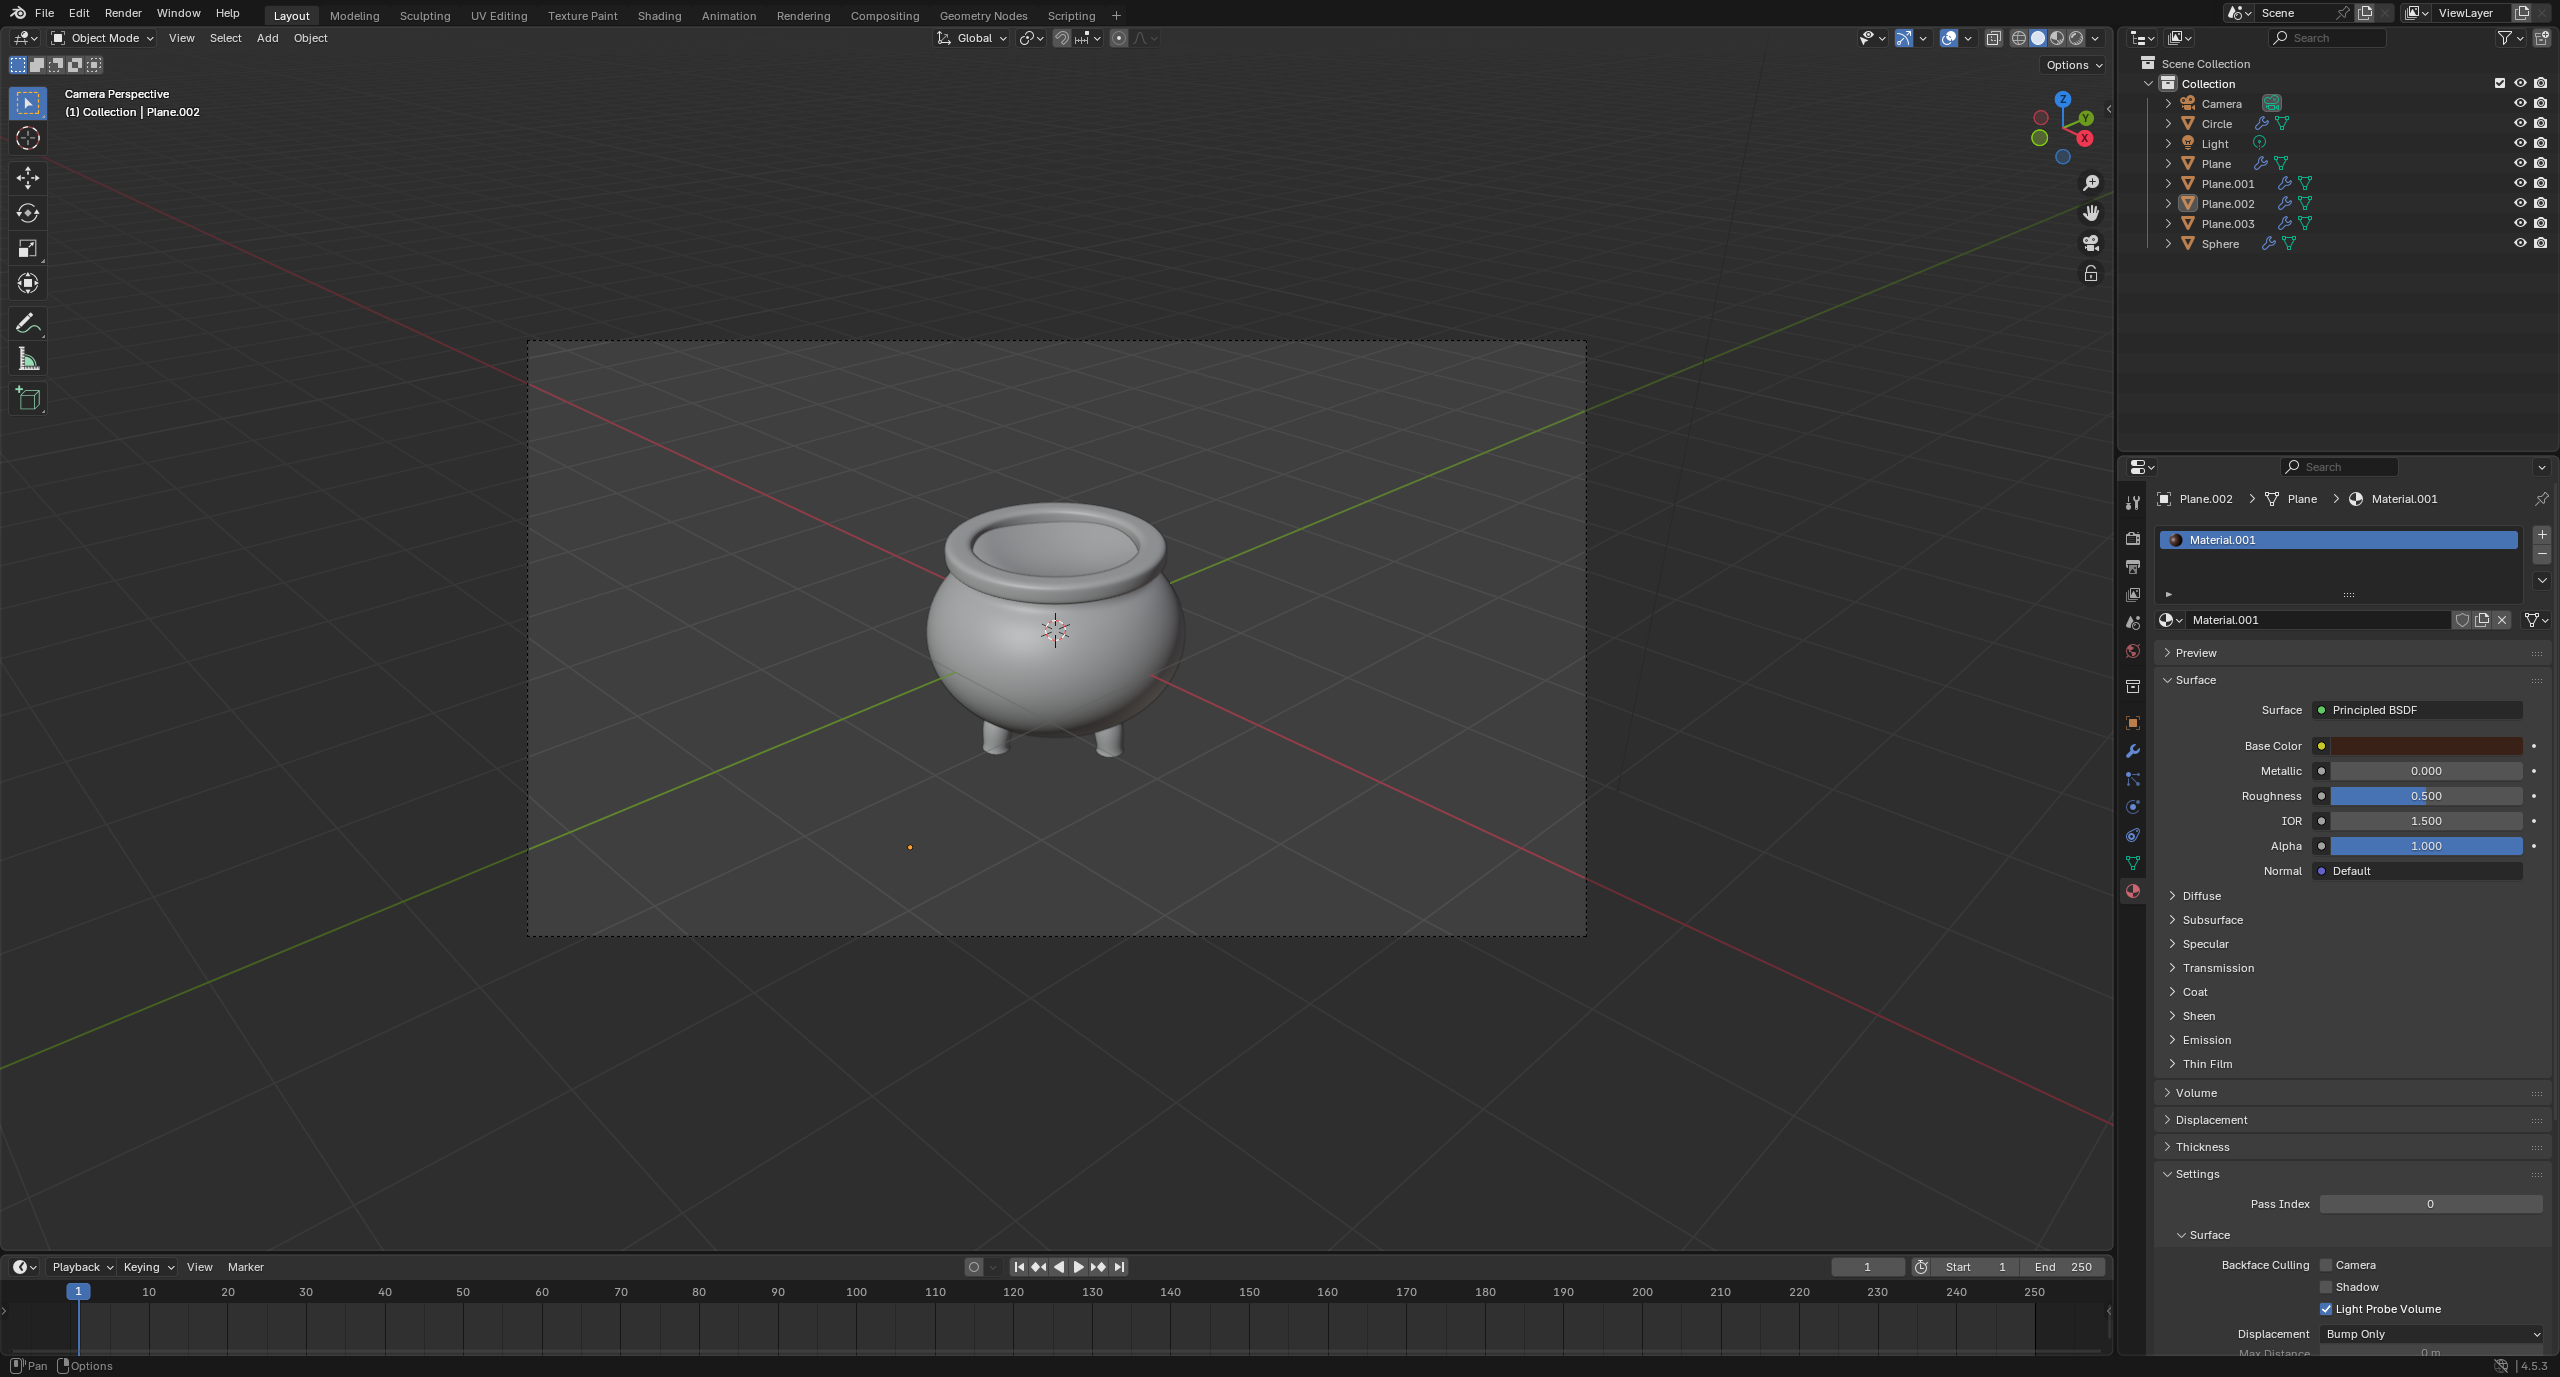 File Edit Render Window Help Layout Modeling Sculpting UV Editing Texture Paint Shading Animation Rendering Compositing Geometry Nodes Scripting Scene ViewLayer
Object Mode View Select Add Object Global Search
Options
Camera Perspective
(1) Collection | Plane.002
Z
Y
X
Scene Collection
Collection
Camera
Circle
Light
Plane
Plane.001
Plane.002
Plane.003
Sphere
Search
Plane.002 Plane Material.001
Material.001
Material.001
Preview
Surface
Surface Principled BSDF
Base Color
Metallic 0.000
Roughness 0.500
IOR 1.500
Alpha 1.000
Normal Default
Diffuse
Subsurface
Specular
Transmission
Coat
Sheen
Emission
Thin Film
Volume
Displacement
Thickness
Settings
Pass Index 0
Surface
Backface Culling Camera
Shadow
Light Probe Volume
Displacement Bump Only
Max Distance 0 m
Playback Keying View Marker 1 Start 1 End 250
1 10 20 30 40 50 60 70 80 90 100 110 120 130 140 150 160 170 180 190 200 210 220 230 240 250
Pan Options 4.5.3